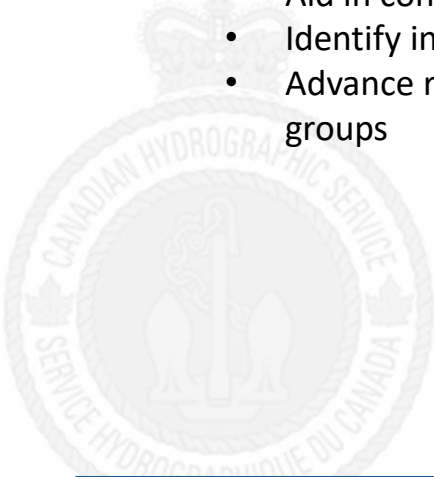 Aid in con
• Identify in
• Advance r
groups
CANADIAN HYDROGRAPHIC SERVICE
SERVICE HYDROGRAPHIQUE DU CANADA